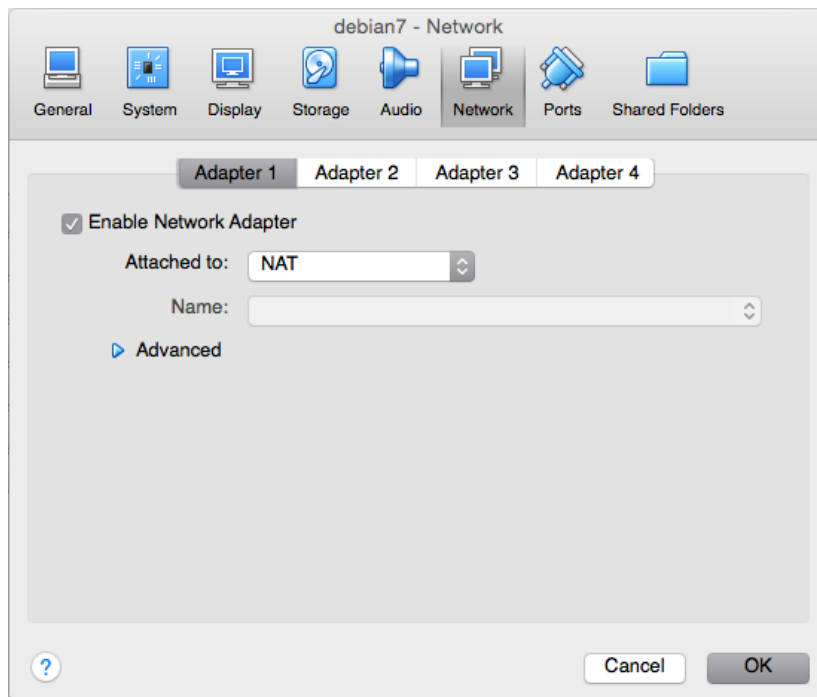 debian7 - Network
General System Display Storage Audio Network Ports Shared Folders
Adapter 1 Adapter 2 Adapter 3 Adapter 4
Enable Network Adapter
Attached to: NAT
Name:
Advanced
? Cancel OK